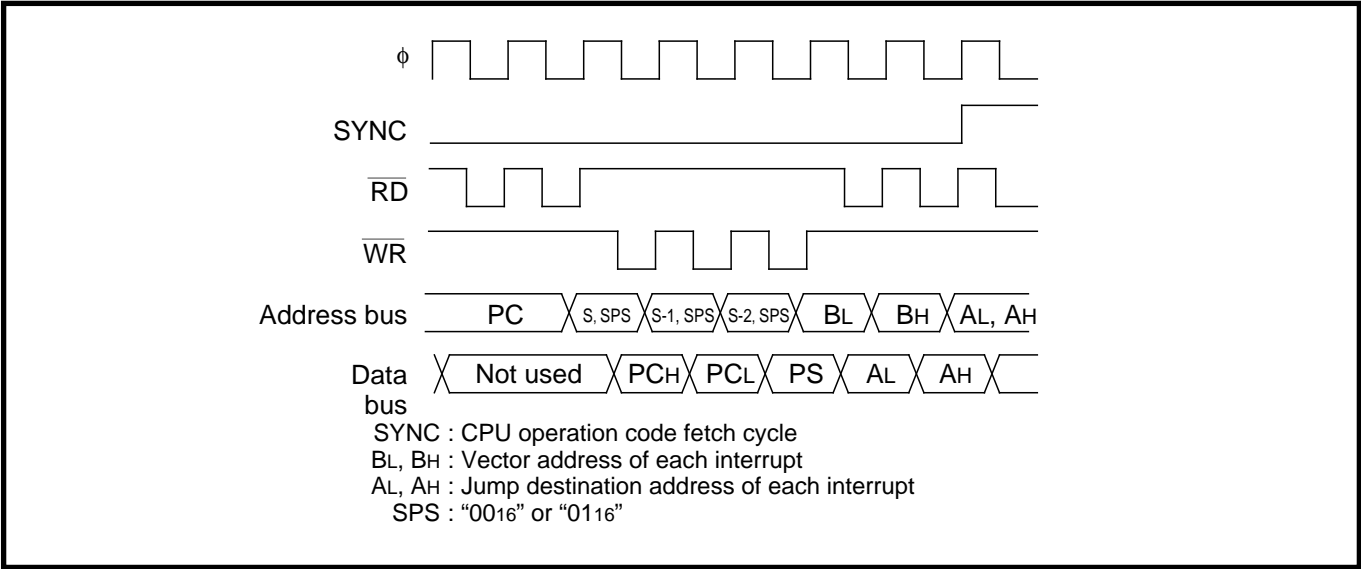 ϕ
SYNC
RD
WR
Address bus PC S, SPS S-1, SPS S-2, SPS BL BH AL, AH
Data bus Not used PCH PCL PS AL AH
SYNC : CPU operation code fetch cycle
BL, BH : Vector address of each interrupt
AL, AH : Jump destination address of each interrupt
SPS : “0016” or “0116”